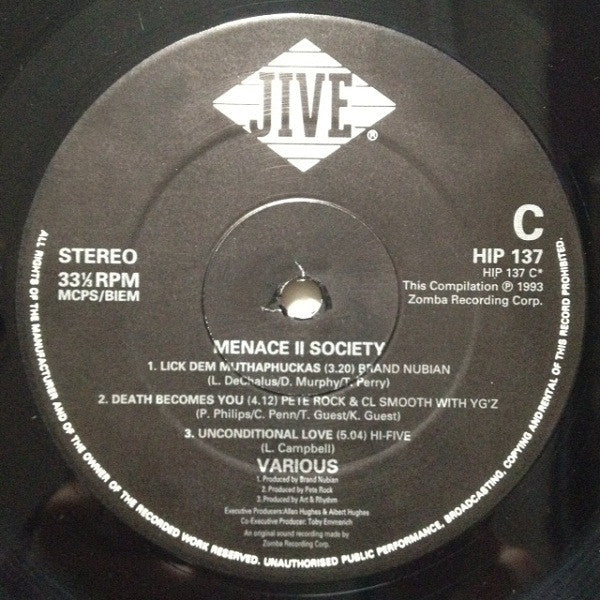 JIVE
®
C
STEREO
33⅓ RPM
MCPS/BIEM
HIP 137
HIP 137 C*
This Compilation ℗ 1993
Zomba Recording Corp.
MENACE II SOCIETY
1. LICK DEM MUTHAPHUCKAS (3.20) BRAND NUBIAN
(L. DeChalus/D. Murphy/T. Perry)
2. DEATH BECOMES YOU (4.12) PETE ROCK & CL SMOOTH WITH YG'Z
(P. Philips/C. Penn/T. Guest/K. Guest)
3. UNCONDITIONAL LOVE (5.04) HI-FIVE
(L. Campbell)
VARIOUS
1. Produced by Brand Nubian
2. Produced by Pete Rock
3. Produced by Art & Rhythm
Executive Producers: Allen Hughes & Albert Hughes
Co-Executive Producer: Toby Emmerich
An original sound recording made by
Zomba Recording Corp.
ALL RIGHTS OF THE MANUFACTURER AND OF THE OWNER OF THE RECORDED WORK RESERVED. UNAUTHORISED PUBLIC PERFORMANCE, BROADCASTING, COPYING AND RENTAL OF THIS RECORD PROHIBITED.